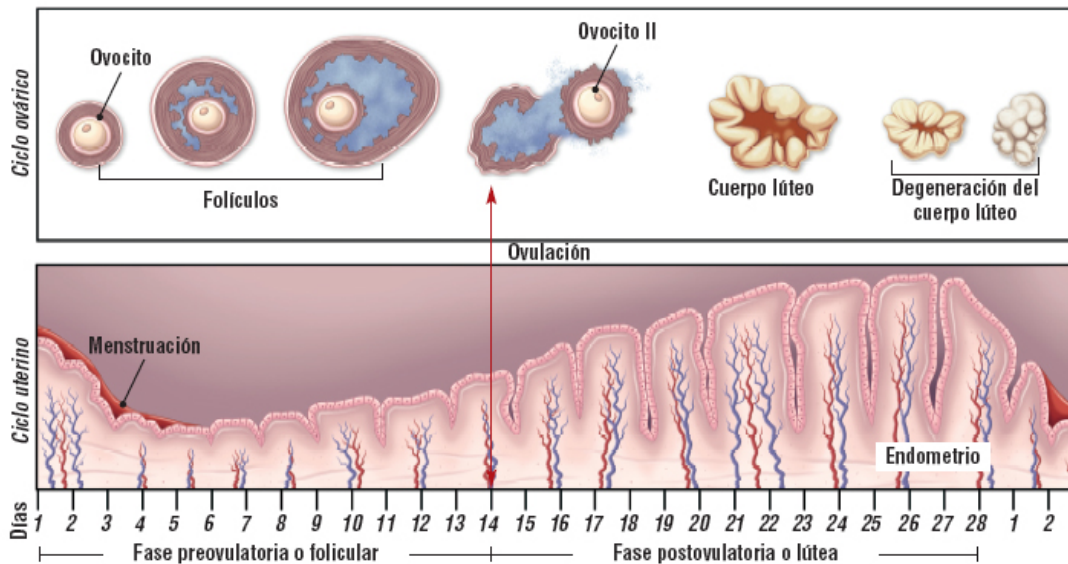 Ciclo ovárico
Ovocito
Ovocito II
Folículos
Cuerpo lúteo
Degeneración del
cuerpo lúteo
Ovulación
Ciclo uterino
Menstruación
Endometrio
Días
1 2 3 4 5 6 7 8 9 10 11 12 13 14 15 16 17 18 19 20 21 22 23 24 25 26 27 28 1 2
Fase preovulatoria o folicular
Fase postovulatoria o lútea